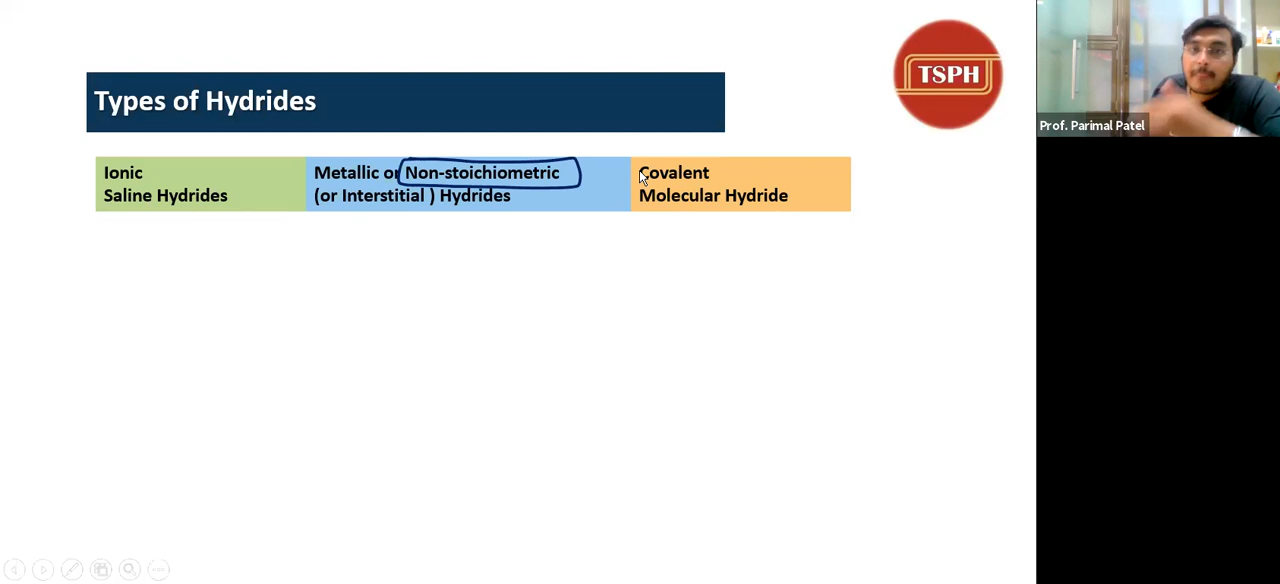 TSPH
Types of Hydrides
Ionic
Saline Hydrides
Metallic or Non-stoichiometric
(or Interstitial ) Hydrides
Covalent
Molecular Hydride
Prof. Parimal Patel